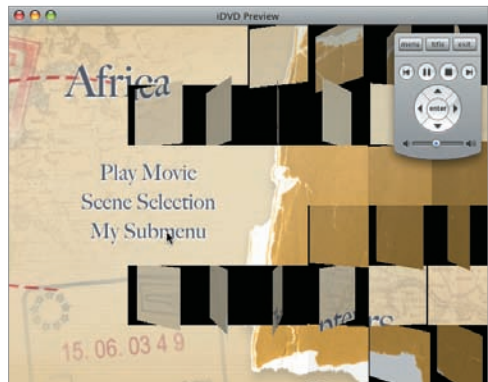 iDVD Preview
menu
title
exit
Africa
enter
Play Movie
Scene Selection
My Submenu
15. 06. 03 4 9